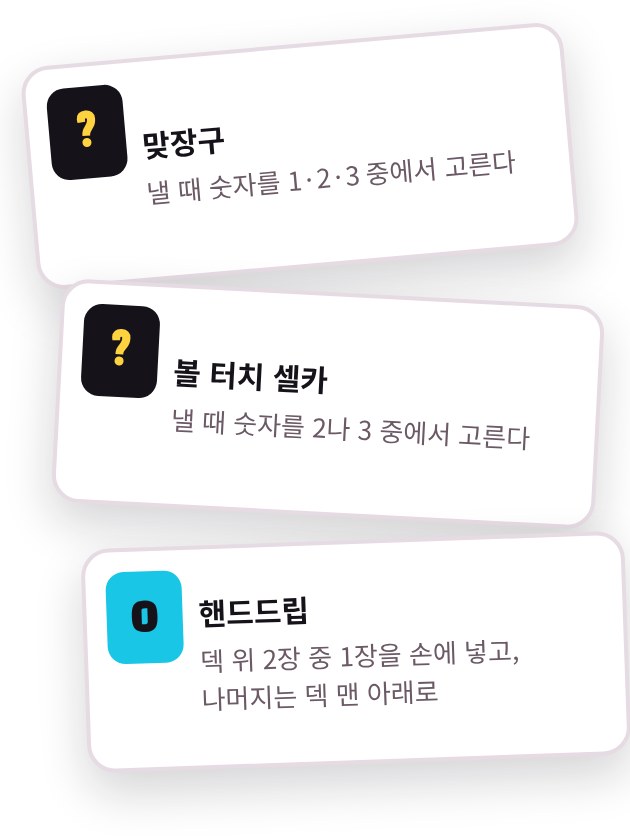 ?
맞장구
낼 때 숫자를 1·2·3 중에서 고른다
?
볼 터치 셀카
낼 때 숫자를 2나 3 중에서 고른다
0
핸드드립
덱 위 2장 중 1장을 손에 넣고,
나머지는 덱 맨 아래로